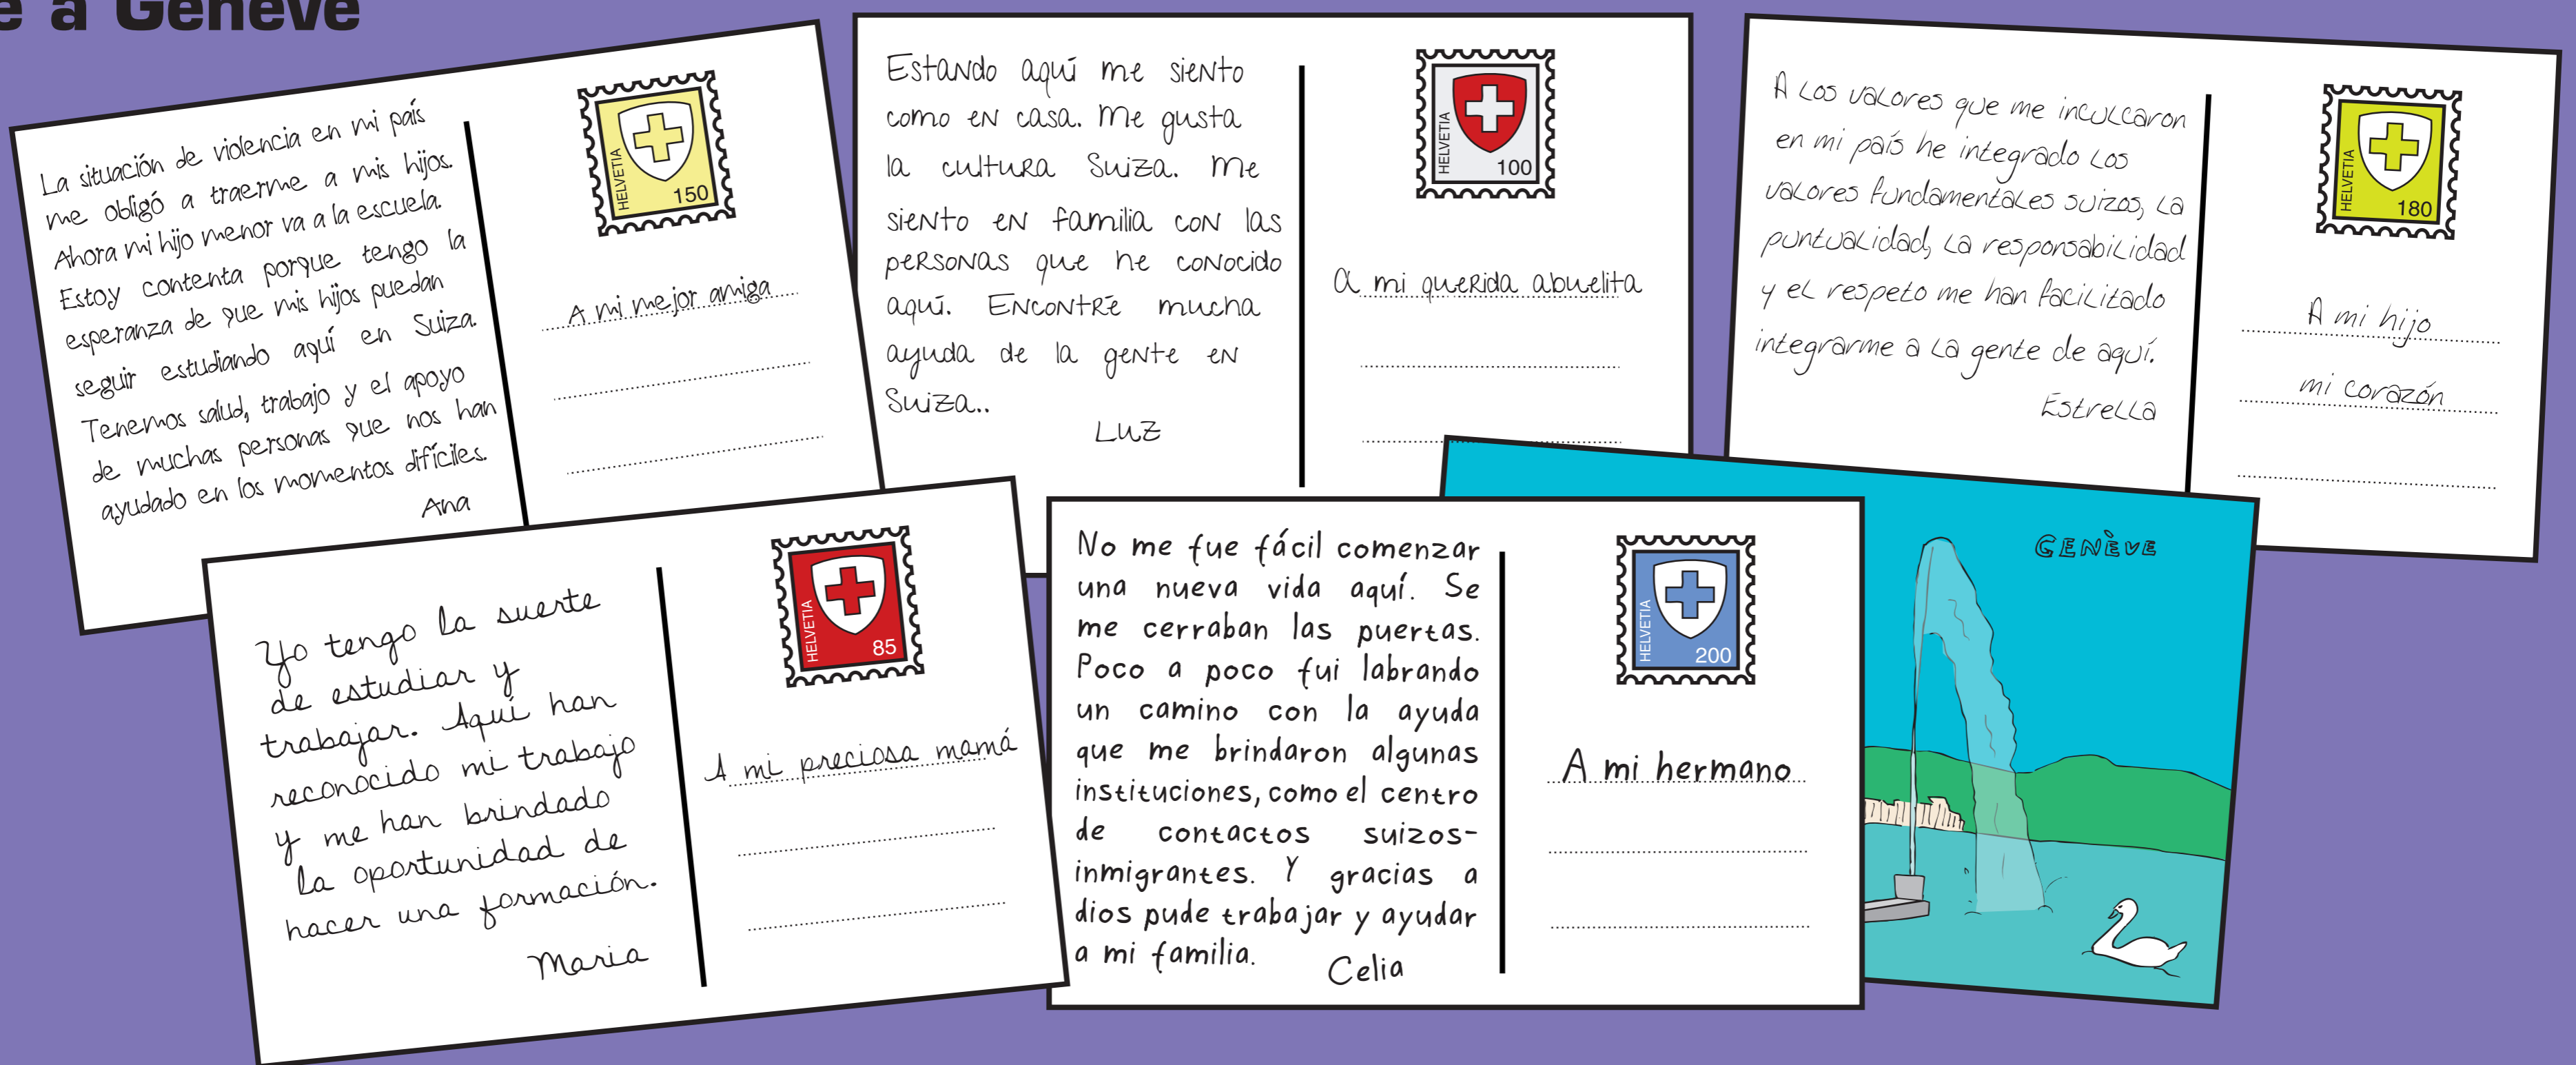 e à Genève
La situación de violencia en mi país
me obligó a traerme a mis hijos.
Ahora mi hijo menor va a la escuela.
Estoy contenta porque tengo la
esperanza de que mis hijos puedan
seguir estudiando aquí en Suiza.
Tenemos salud, trabajo y el apoyo
de muchas personas que nos han
ayudado en los momentos difíciles.
Ana
HELVETIA
150
A mi mejor amiga
Estando aquí me siento
como en casa. Me gusta
la cultura Suiza. Me
siento en familia con las
personas que he conocido
aquí. Encontré mucha
ayuda de la gente en
Suiza..
Luz
HELVETIA
100
A mi querida abuelita
A los valores que me inculcaron
en mi país he integrado los
valores fundamentales suizos, la
puntualidad, la responsabilidad
y el respeto me han facilitado
integrarme a la gente de aquí.
Estrella
HELVETIA
180
A mi hijo
mi corazón
Yo tengo la suerte
de estudiar y
trabajar. Aquí han
reconocido mi trabajo
y me han brindado
la oportunidad de
hacer una formación.
Maria
HELVETIA
85
A mi preciosa mamá
No me fue fácil comenzar
una nueva vida aquí. Se
me cerraban las puertas.
Poco a poco fui labrando
un camino con la ayuda
que me brindaron algunas
instituciones, como el centro
de contactos suizos-
inmigrantes. Y gracias a
dios pude trabajar y ayudar
a mi familia.
Celia
HELVETIA
200
A mi hermano
GENÈVE